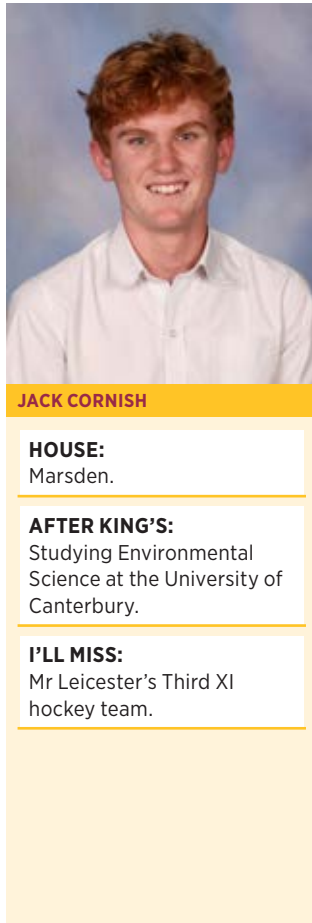 JACK CORNISH
HOUSE:
Marsden.
AFTER KING’S:
Studying Environmental
Science at the University of
Canterbury.
I’LL MISS:
Mr Leicester’s Third XI
hockey team.